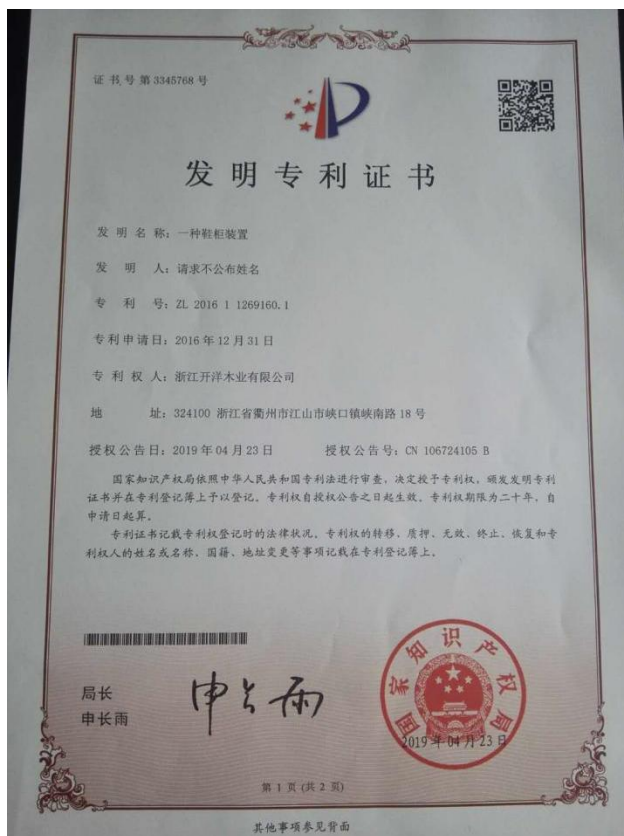 证书号第3345768号
发明专利证书
发明名称：一种鞋柜装置
发明人：请求不公布姓名
专利号：ZL 2016 1 1269160.1
专利申请日：2016年12月31日
专利权人：浙江开洋木业有限公司
地址：324100 浙江省衢州市江山市峡口镇峡南路18号
授权公告日：2019年04月23日 授权公告号：CN 106724105 B
国家知识产权局依照中华人民共和国专利法进行审查，决定授予专利权，颁发发明专利
证书并在专利登记簿上予以登记。专利权自授权公告之日起生效。专利权期限为二十年，自
申请日起算。
专利证书记载专利权登记时的法律状况。专利权的转移、质押、无效、终止、恢复和专
利权人的姓名或名称、国籍、地址变更等事项记载在专利登记簿上。
局长
申长雨
申长雨
国家知识产权局
2019年04月23日
第1页(共2页)
其他事项参见背面